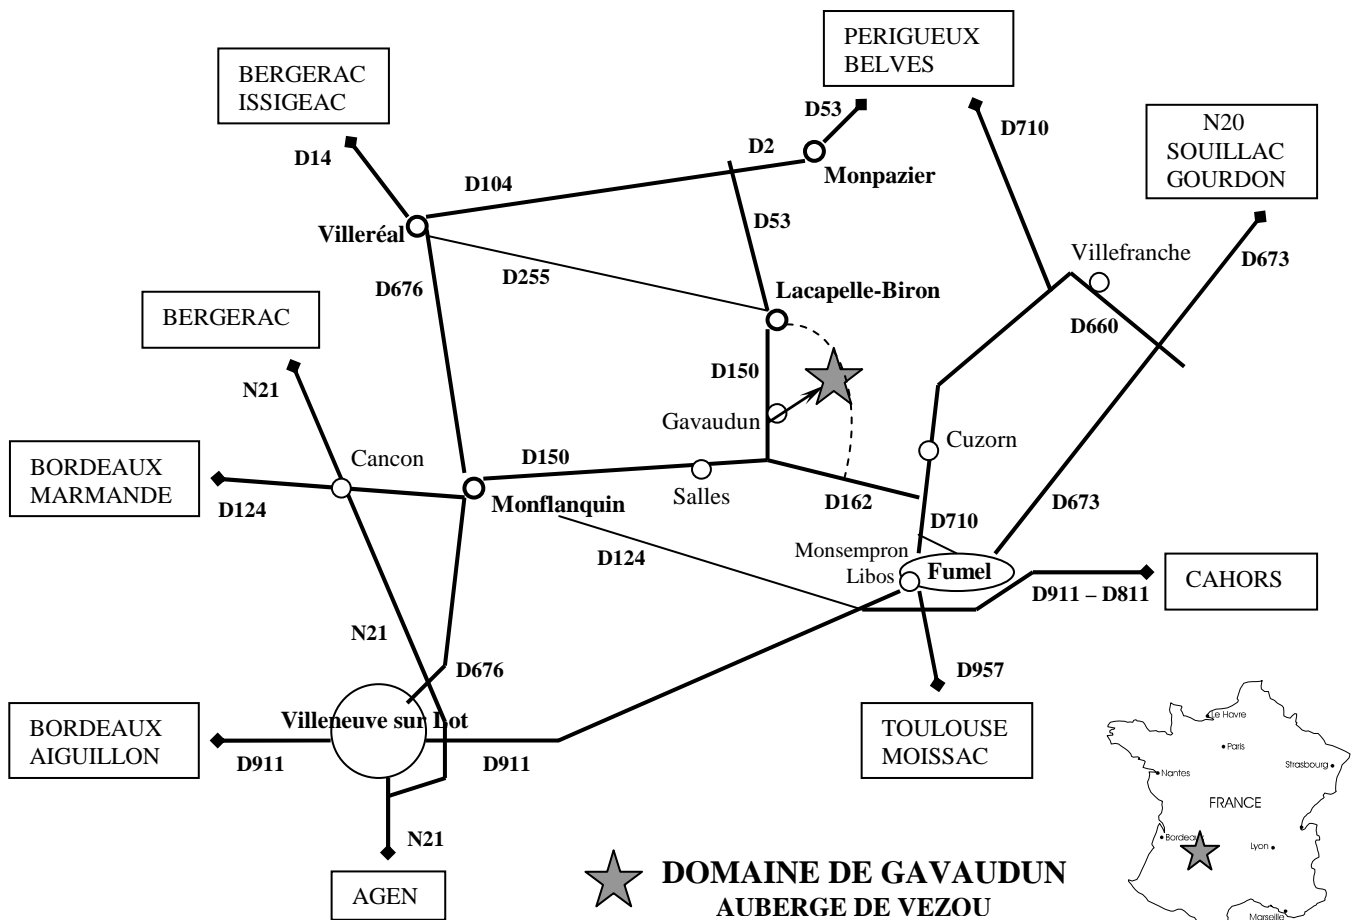 PERIGUEUX
BELVES
BERGERAC
ISSIGEAC
D53
D710
N20
SOUILLAC
GOURDON
D14
D2
Monpazier
D104
Villeréal
D53
Villefranche
D673
D255
D676
Lacapelle-Biron
BERGERAC
D660
N21
D150
Gavaudun
Cuzorn
BORDEAUX
MARMANDE
Cancon
D150
Salles
D124
Monflanquin
D162
D673
D710
D124
Monsempron
Libos
Fumel
D911 – D811
CAHORS
N21
D676
D957
BORDEAUX
AIGUILLON
Villeneuve sur Lot
D911
D911
TOULOUSE
MOISSAC
Le Havre
Paris
Strasbourg
Nantes
FRANCE
Bordeaux
Lyon
Marseille
N21
AGEN
DOMAINE DE GAVAUDUN
AUBERGE DE VEZOU